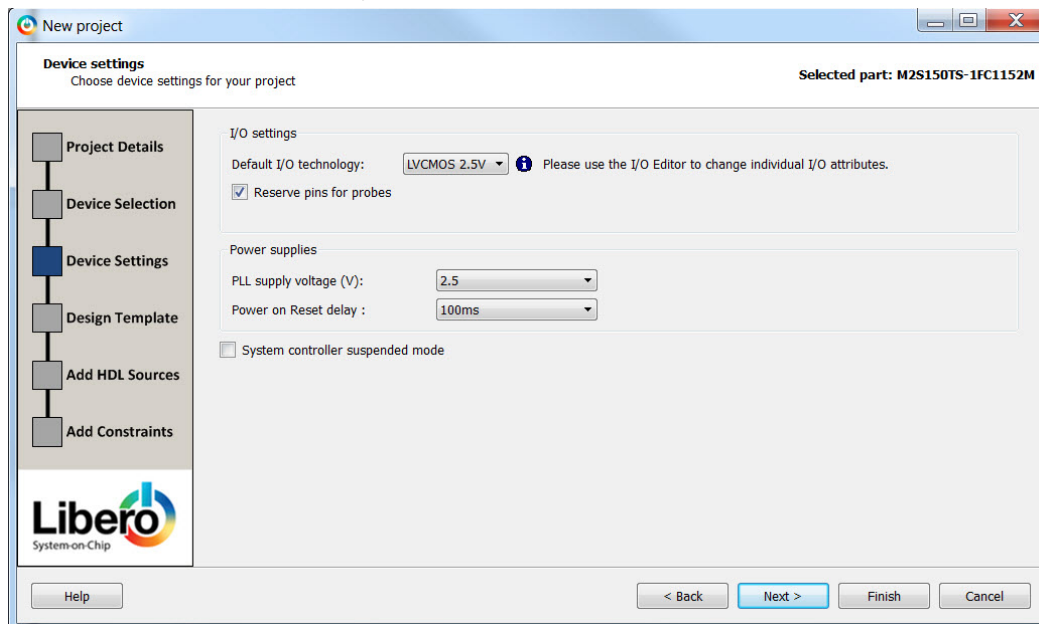 New project
Device settings
Choose device settings for your project
Selected part: M2S150TS-1FC1152M
Project Details
Device Selection
Device Settings
Design Template
Add HDL Sources
Add Constraints
Libero
System-on-Chip
I/O settings
Default I/O technology: LVCMOS 2.5V Please use the I/O Editor to change individual I/O attributes.
Reserve pins for probes
Power supplies
PLL supply voltage (V): 2.5
Power on Reset delay : 100ms
System controller suspended mode
Help < Back Next > Finish Cancel